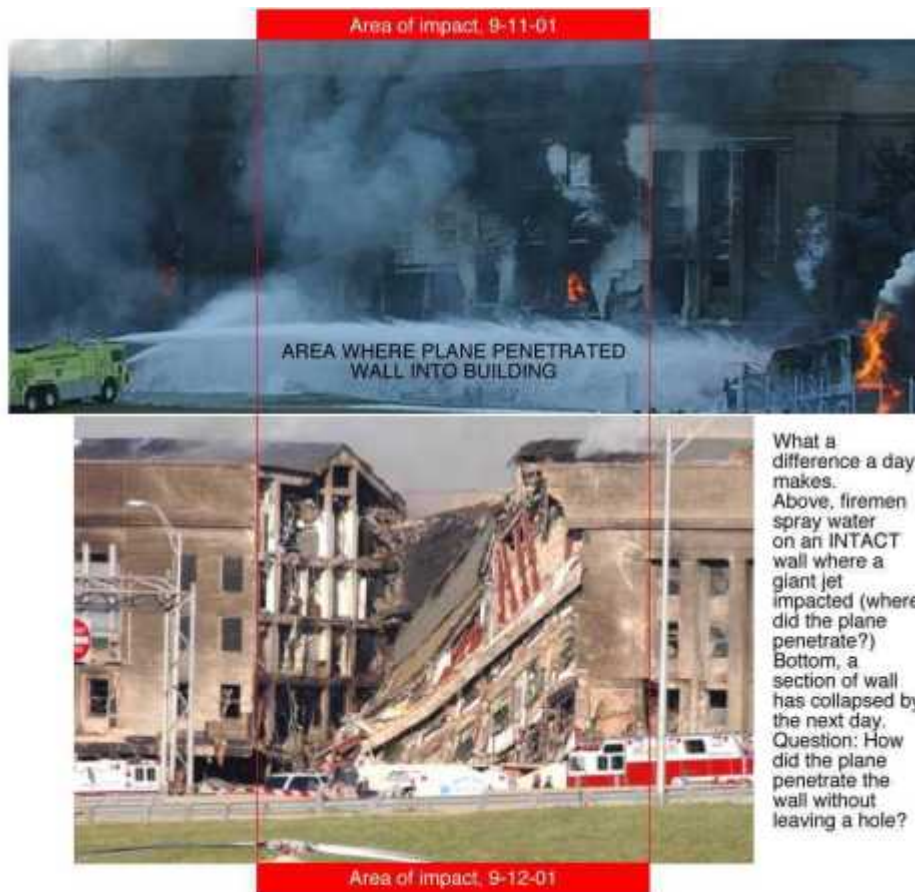 Area of impact, 9-11-01
AREA WHERE PLANE PENETRATED
WALL INTO BUILDING
What a
difference a day
makes.
Above, firemen
spray water
on an INTACT
wall where a
giant jet
impacted (where
did the plane
penetrate?)
Bottom, a
section of wall
has collapsed by
the next day.
Question: How
did the plane
penetrate the
wall without
leaving a hole?
Area of impact, 9-12-01